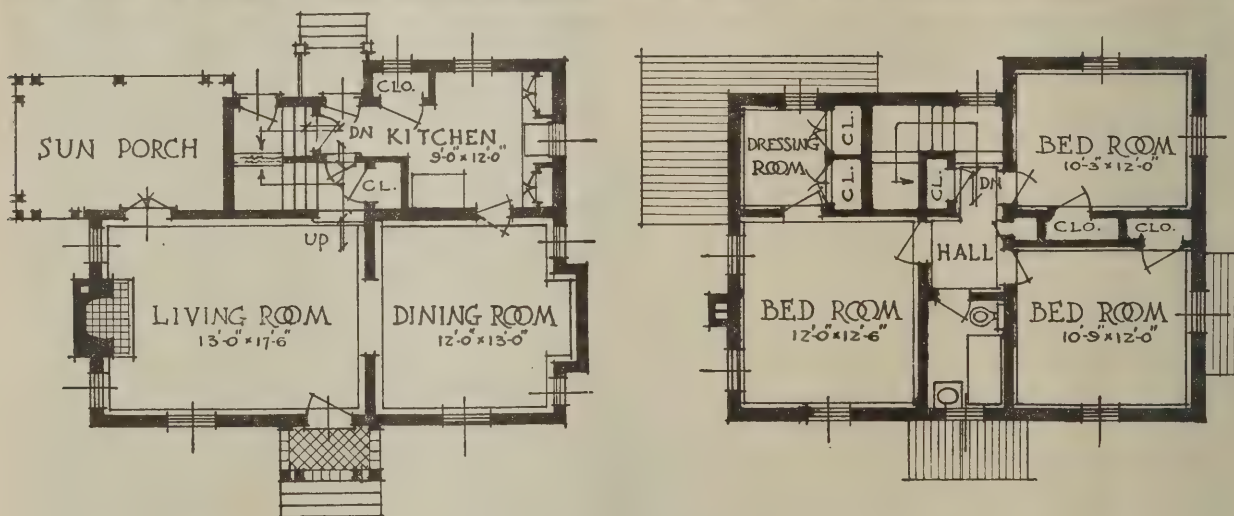 SUN PORCH
CLO.
DN
KITCHEN
9'-0" x 12'-0"
CL.
UP
LIVING ROOM
13'-0" x 17'-6"
DINING ROOM
12'-0" x 13'-0"
DRESSING
ROOM
CL.
CL.
CL.
DN
BED ROOM
10'-3" x 12'-0"
CLO.
CLO.
HALL
BED ROOM
12'-0" x 12'-6"
BED ROOM
10'-9" x 12'-0"